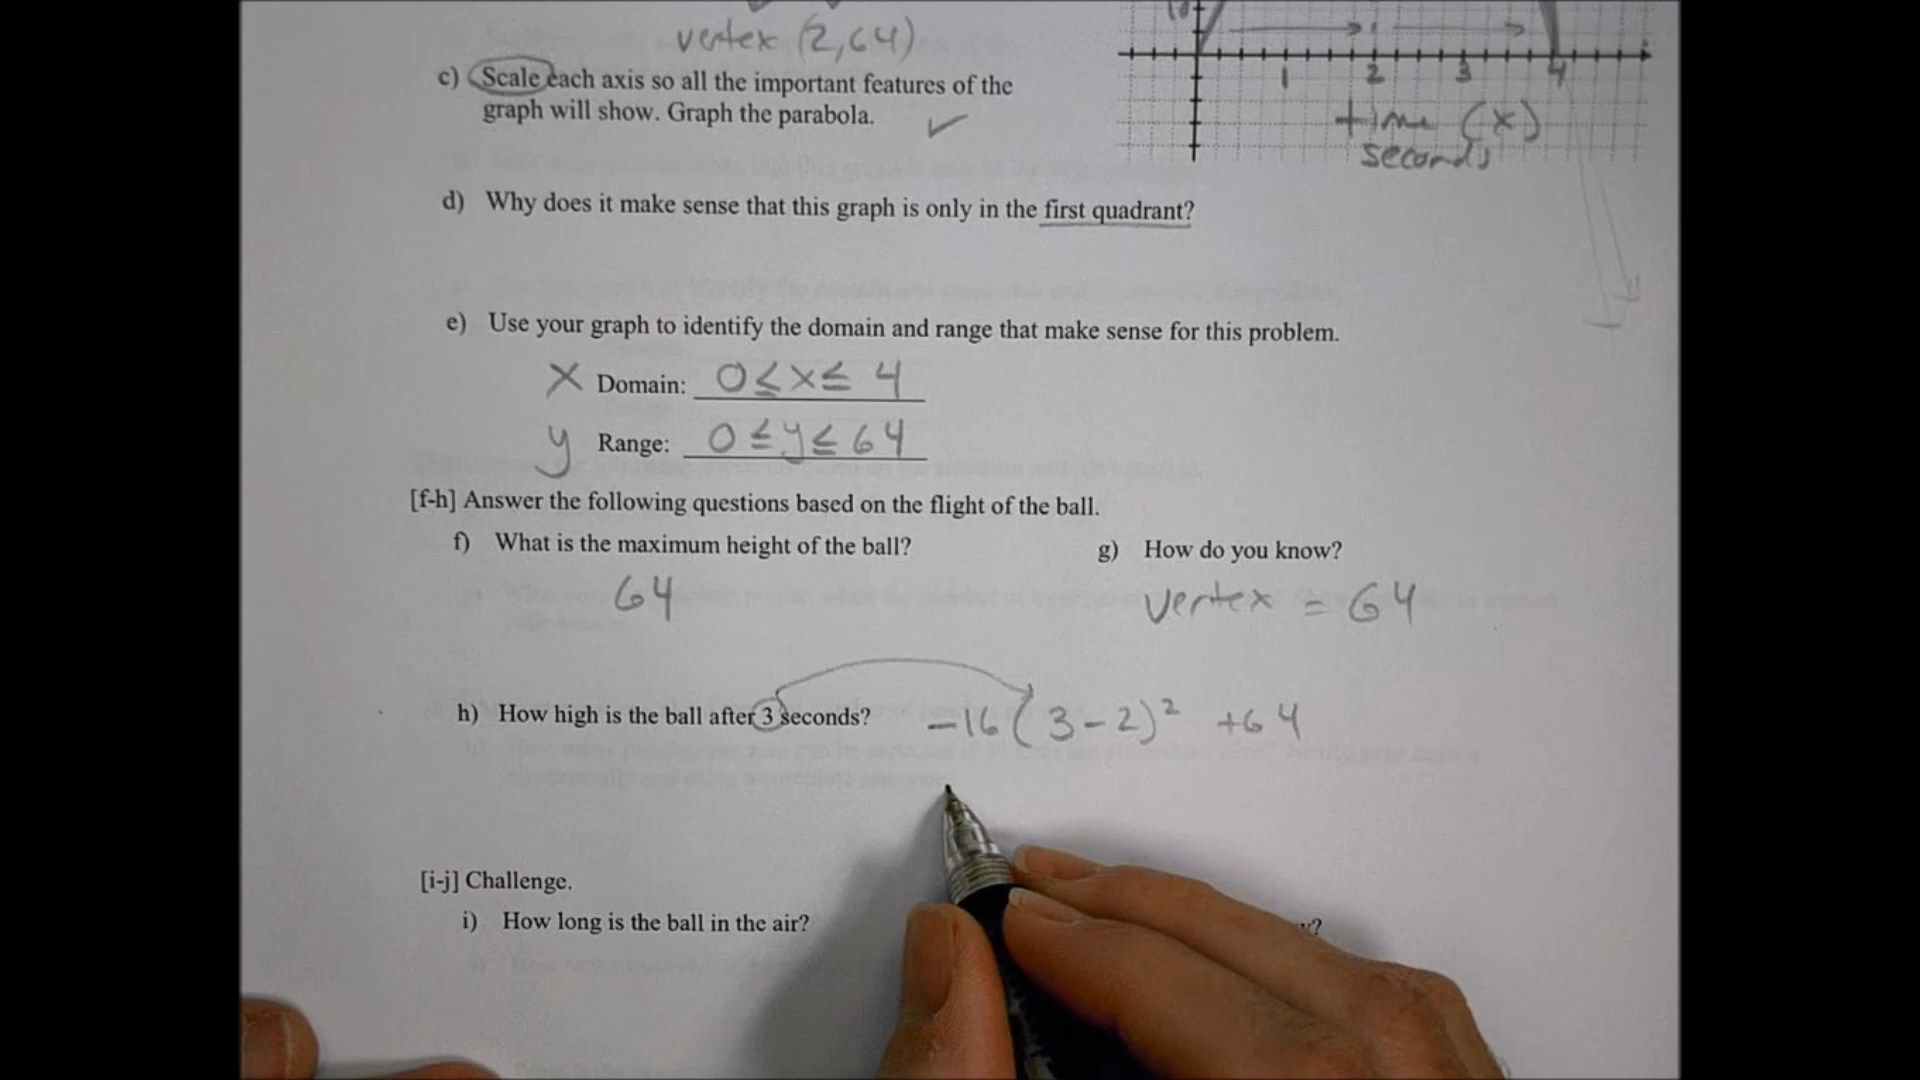 vertex (2,64)
1 2 3 4
time (x)
seconds
c) Scale each axis so all the important features of the
graph will show. Graph the parabola.
d) Why does it make sense that this graph is only in the first quadrant?
e) Use your graph to identify the domain and range that make sense for this problem.
x Domain: 0≤x≤ 4
y Range: 0≤y≤64
[f-h] Answer the following questions based on the flight of the ball.
f) What is the maximum height of the ball?
64
g) How do you know?
vertex = 64
h) How high is the ball after 3 seconds? -16(3-2)² +64
[i-j] Challenge.
i) How long is the ball in the air?